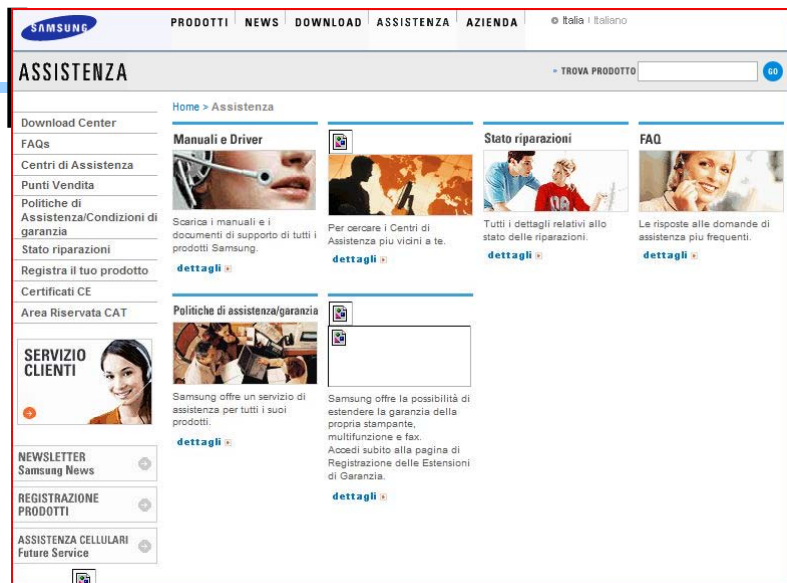 SAMSUNG
PRODOTTI NEWS DOWNLOAD ASSISTENZA AZIENDA
Italia | Italiano
ASSISTENZA
TROVA PRODOTTO GO
Home > Assistenza
Download Center
FAQs
Centri di Assistenza
Punti Vendita
Politiche di
Assistenza/Condizioni di
garanzia
Stato riparazioni
Registra il tuo prodotto
Certificati CE
Area Riservata CAT
SERVIZIO
CLIENTI
NEWSLETTER
Samsung News
REGISTRAZIONE
PRODOTTI
ASSISTENZA CELLULARI
Future Service
Manuali e Driver
Scarica i manuali e i
documenti di supporto di tutti i
prodotti Samsung.
dettagli
Per cercare i Centri di
Assistenza piu vicini a te.
dettagli
Stato riparazioni
Tutti i dettagli relativi allo
stato delle riparazioni.
dettagli
FAQ
Le risposte alle domande di
assistenza piu frequenti.
dettagli
Politiche di assistenza/garanzia
Samsung offre un servizio di
assistenza per tutti i suoi
prodotti.
dettagli
Samsung offre la possibilità di
estendere la garanzia della
propria stampante,
multifunzione e fax.
Accedi subito alla pagina di
Registrazione delle Estensioni
di Garanzia.
dettagli